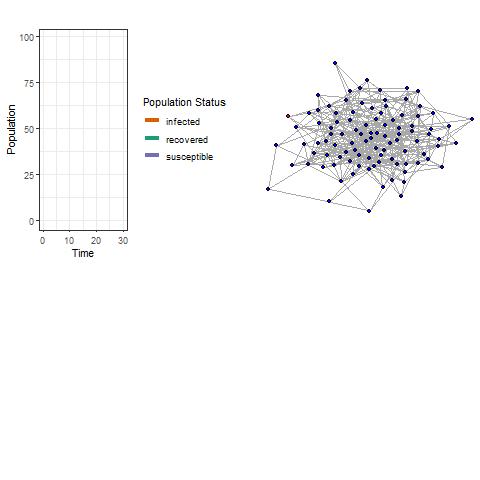 100
75
50
25
0
Population
0 10 20 30
Time
Population Status
infected
recovered
susceptible